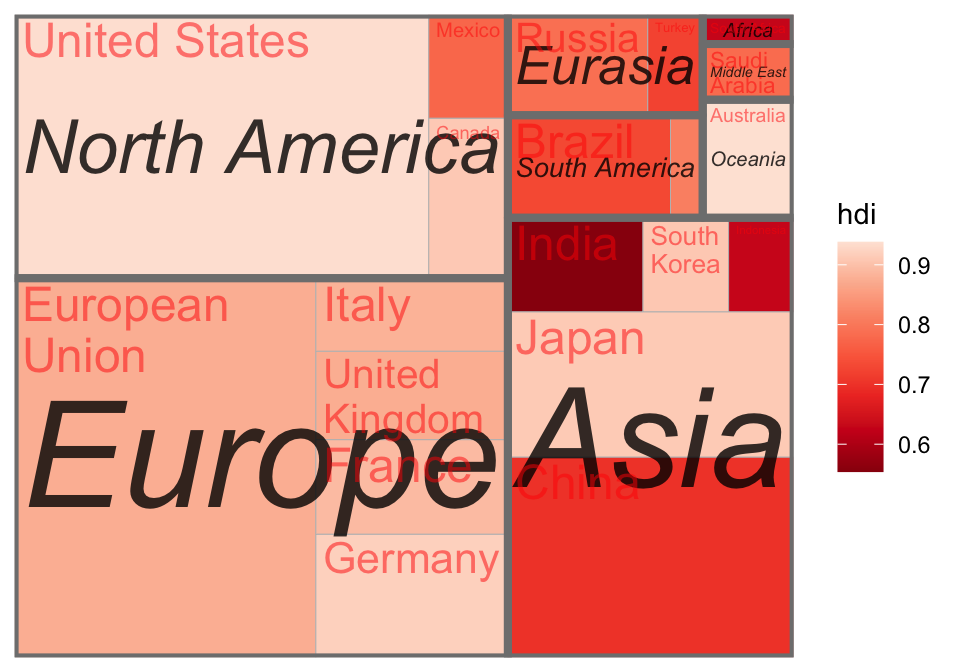 United States
Mexico
Canada
North America
Russia
Turkey
Eurasia
Africa
Saudi
Arabia
Middle East
Brazil
South America
Australia
Oceania
European
Union
Italy
United
Kingdom
France
Germany
Europe
India
South
Korea
Japan
China
Asia
hdi
0.9
0.8
0.7
0.6